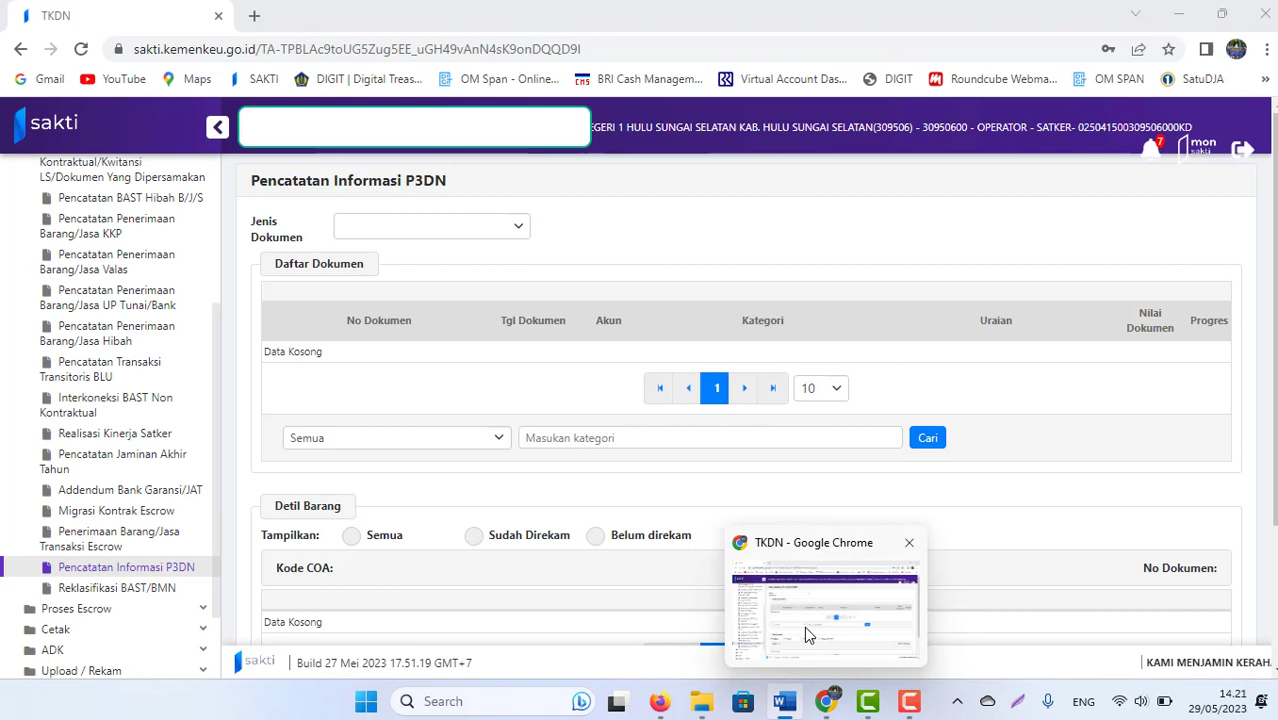 TKDN
sakti.kemenkeu.go.id/TA-TPBLAc9toUG5Zug5EE_uGH49vAnN4sK9onDQQD9I
Gmail YouTube Maps SAKTI DIGIT | Digital Treas... OM Span - Online... CMS BRI Cash Managem... Virtual Account Das... DIGIT Roundcube Webma... OM SPAN SatuDJA
sakti
EGERI 1 HULU SUNGAI SELATAN KAB. HULU SUNGAI SELATAN(309506) - 30950600 - OPERATOR - SATKER- 025041500309506000KD
7
mon
sakti
Kontraktual/Kwitansi
LS/Dokumen Yang Dipersamakan
Pencatatan BAST Hibah B/J/S
Pencatatan Penerimaan
Barang/Jasa KKP
Pencatatan Penerimaan
Barang/Jasa Valas
Pencatatan Penerimaan
Barang/Jasa UP Tunai/Bank
Pencatatan Penerimaan
Barang/Jasa Hibah
Pencatatan Transaksi
Transitoris BLU
Interkoneksi BAST Non
Kontraktual
Realisasi Kinerja Satker
Pencatatan Jaminan Akhir
Tahun
Addendum Bank Garansi/JAT
Migrasi Kontrak Escrow
Penerimaan Barang/Jasa
Transaksi Escrow
Pencatatan Informasi P3DN
Reklasifikasi BAST/BMN
Proses Escrow
Cetak
ADK
Upload / Rekam
Pencatatan Informasi P3DN
Jenis
Dokumen
Daftar Dokumen
No Dokumen Tgl Dokumen Akun Kategori Uraian Nilai
Dokumen Progres
Data Kosong
1 10
Semua Masukan kategori Cari
Detil Barang
Tampilkan: Semua Sudah Direkam Belum direkam
Kode COA: No Dokumen:
Data Kosong
TKDN - Google Chrome
sakti Build 27 Mei 2023 17.51.19 GMT+7 KAMI MENJAMIN KERAH
Search ENG 14.21
29/05/2023